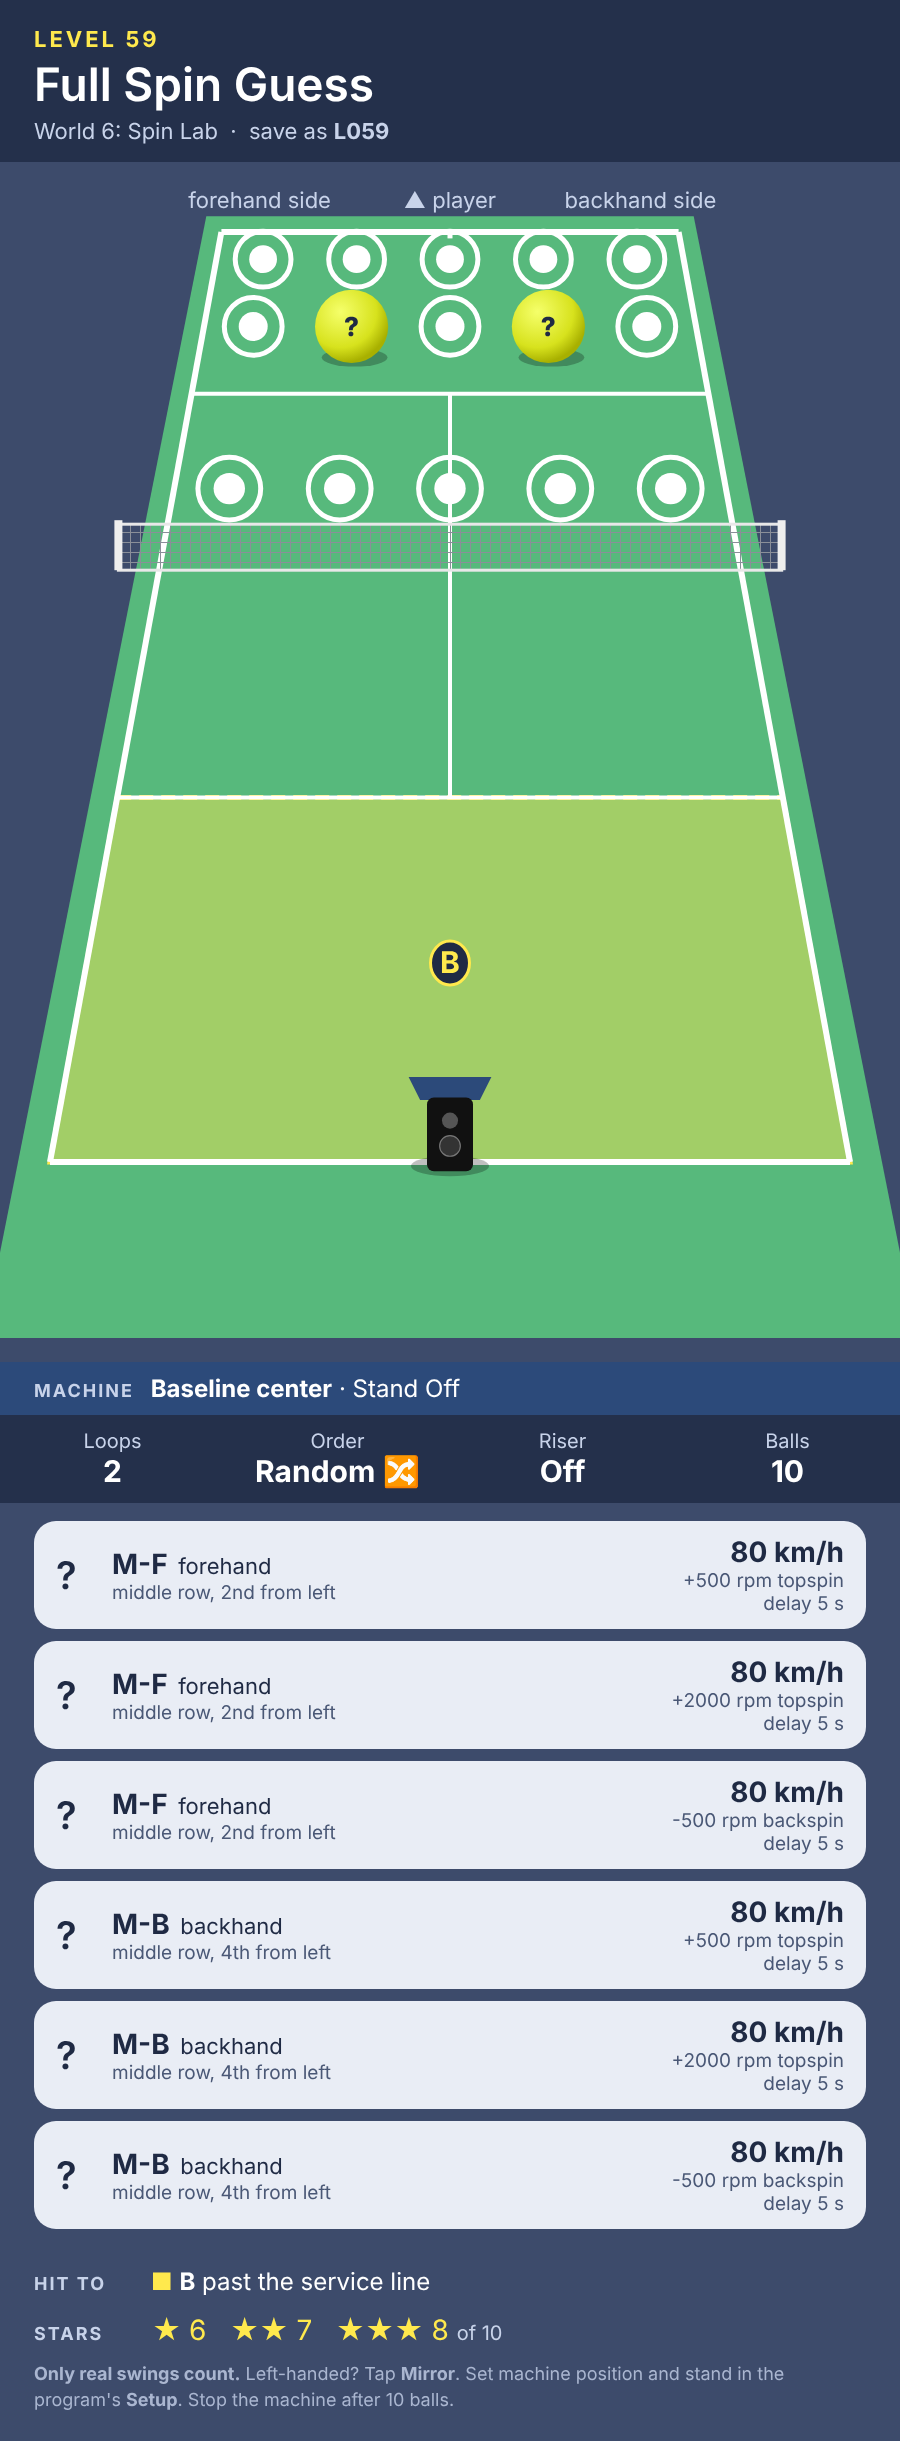 LEVEL 59
Full Spin Guess
World 6: Spin Lab · save as L059
forehand side ▲ player backhand side
? ?
B
MACHINE Baseline center · Stand Off
Loops Order Riser Balls
2 Random 🔀 Off 10
? M-F forehand 80 km/h
middle row, 2nd from left +500 rpm topspin
delay 5 s
? M-F forehand 80 km/h
middle row, 2nd from left +2000 rpm topspin
delay 5 s
? M-F forehand 80 km/h
middle row, 2nd from left -500 rpm backspin
delay 5 s
? M-B backhand 80 km/h
middle row, 4th from left +500 rpm topspin
delay 5 s
? M-B backhand 80 km/h
middle row, 4th from left +2000 rpm topspin
delay 5 s
? M-B backhand 80 km/h
middle row, 4th from left -500 rpm backspin
delay 5 s
HIT TO B past the service line
STARS ★ 6 ★★ 7 ★★★ 8 of 10
Only real swings count. Left-handed? Tap Mirror. Set machine position and stand in the
program's Setup. Stop the machine after 10 balls.